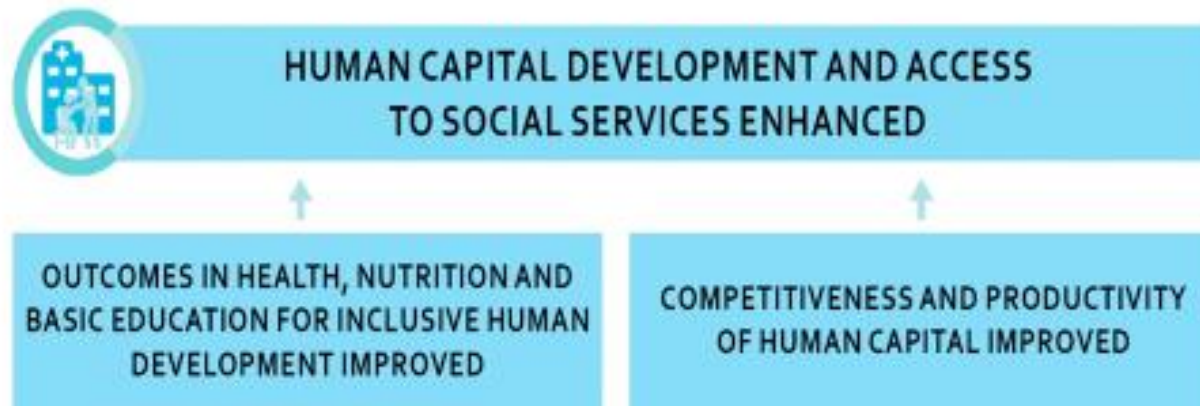 HUMAN CAPITAL DEVELOPMENT AND ACCESS
TO SOCIAL SERVICES ENHANCED
OUTCOMES IN HEALTH, NUTRITION AND
BASIC EDUCATION FOR INCLUSIVE HUMAN
DEVELOPMENT IMPROVED
COMPETITIVENESS AND PRODUCTIVITY
OF HUMAN CAPITAL IMPROVED